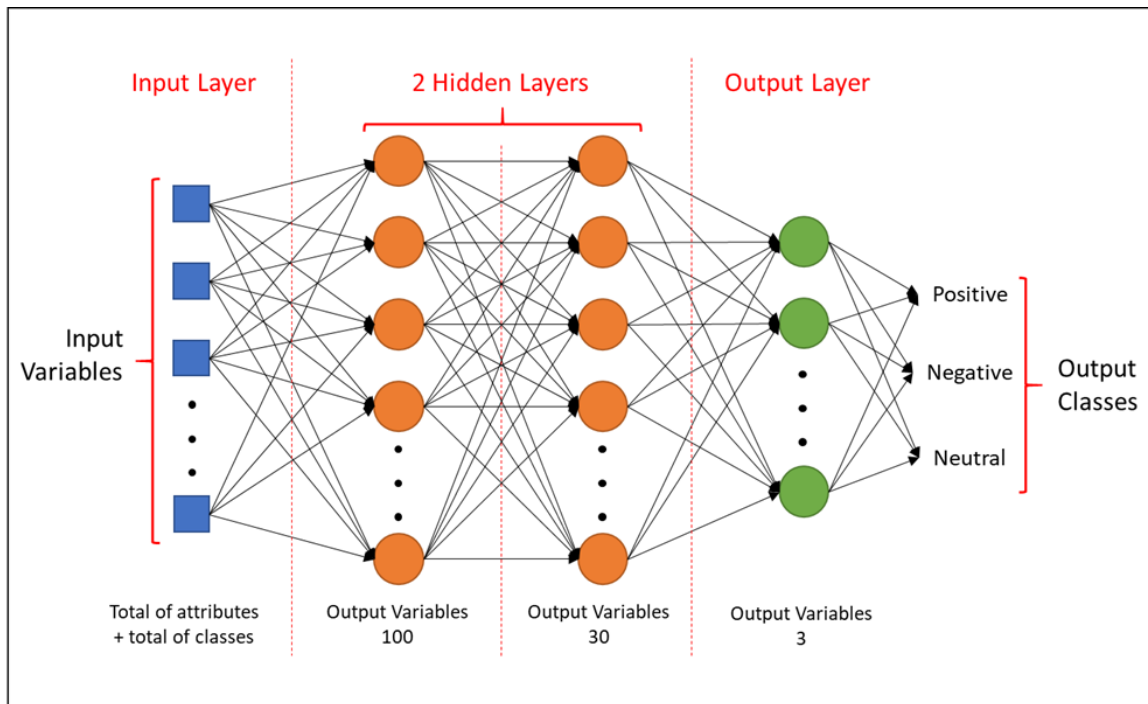 Input Layer
2 Hidden Layers
Output Layer
Input
Variables
Positive
Negative
Neutral
Output
Classes
Total of attributes
+ total of classes
Output Variables
100
Output Variables
30
Output Variables
3